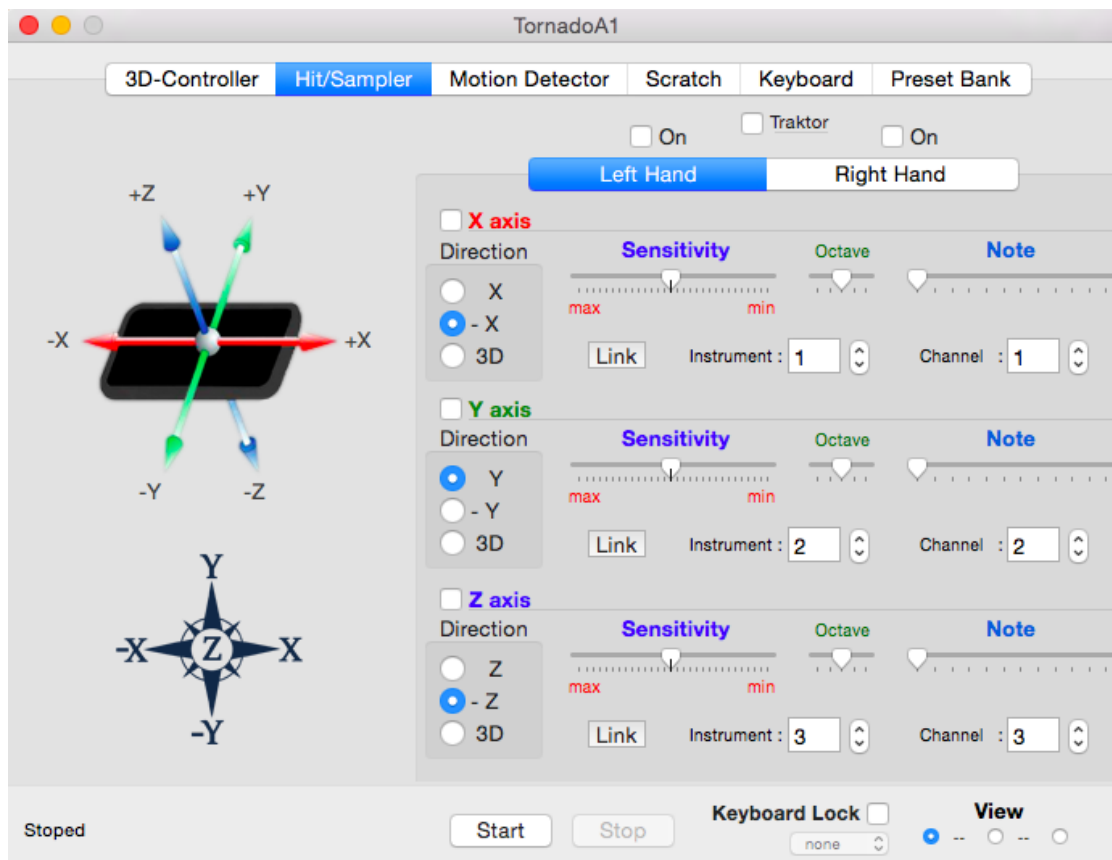 TornadoA1
3D-Controller Hit/Sampler Motion Detector Scratch Keyboard Preset Bank
On Traktor On
Left Hand Right Hand
+Z +Y
-X +X
-Y -Z
Y
-X Z X
-Y
X axis
Direction Sensitivity Octave Note
X
- X
3D
max min
Link Instrument : 1 Channel : 1
Y axis
Direction Sensitivity Octave Note
Y
- Y
3D
max min
Link Instrument : 2 Channel : 2
Z axis
Direction Sensitivity Octave Note
Z
- Z
3D
max min
Link Instrument : 3 Channel : 3
Stoped Start Stop Keyboard Lock View
none -- --